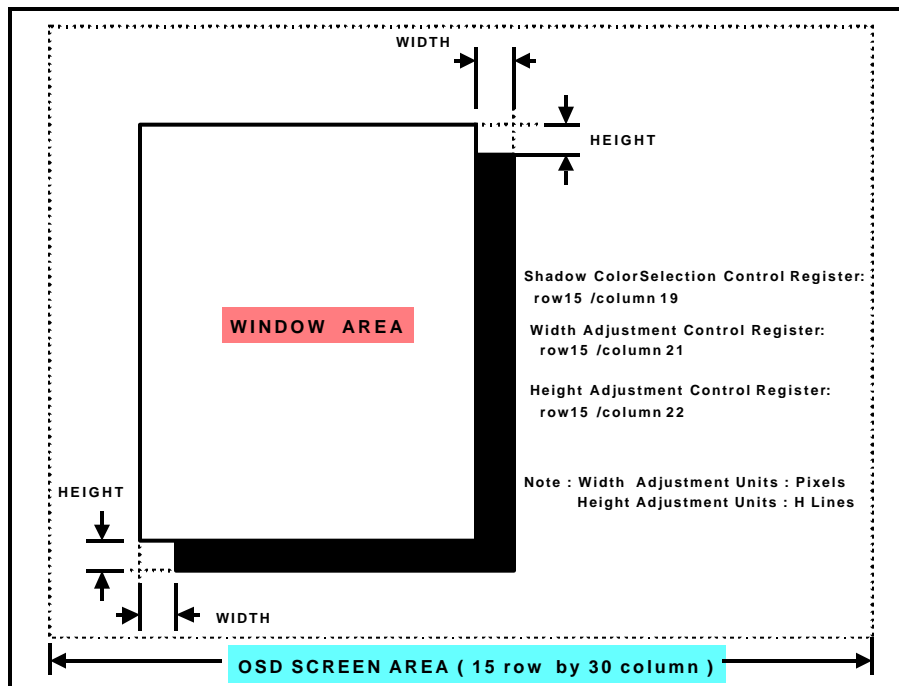 WIDTH
HEIGHT
Shadow ColorSelection Control Register:
row15 /column 19
WINDOW AREA
Width Adjustment Control Register:
row15 /column 21
Height Adjustment Control Register:
row15 /column 22
Note : Width Adjustment Units : Pixels
Height Adjustment Units : H Lines
HEIGHT
WIDTH
OSD SCREEN AREA ( 15 row by 30 column )